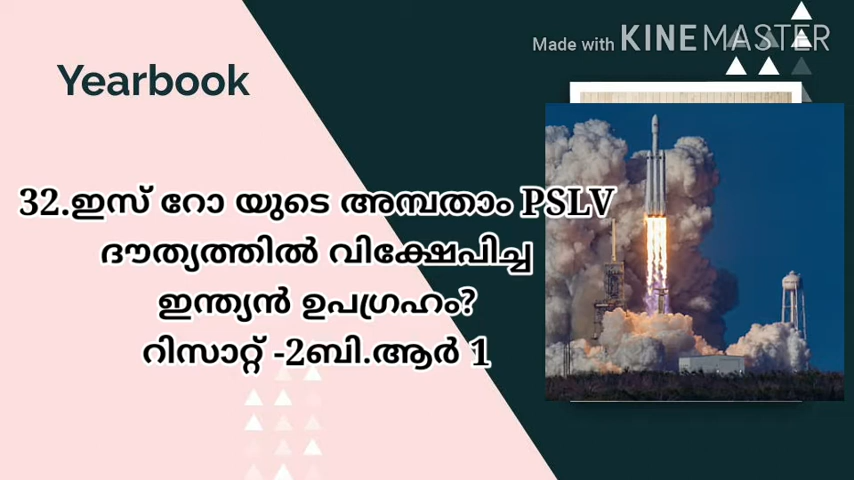 Made with KINEMASTER
Yearbook
32.ഇസ് റോ യുടെ അമ്പതാം PSLV
ദൗത്യത്തിൽ വിക്ഷേപിച്ച
ഇന്ത്യൻ ഉപഗ്രഹം?
റിസാറ്റ് -2ബി.ആർ 1